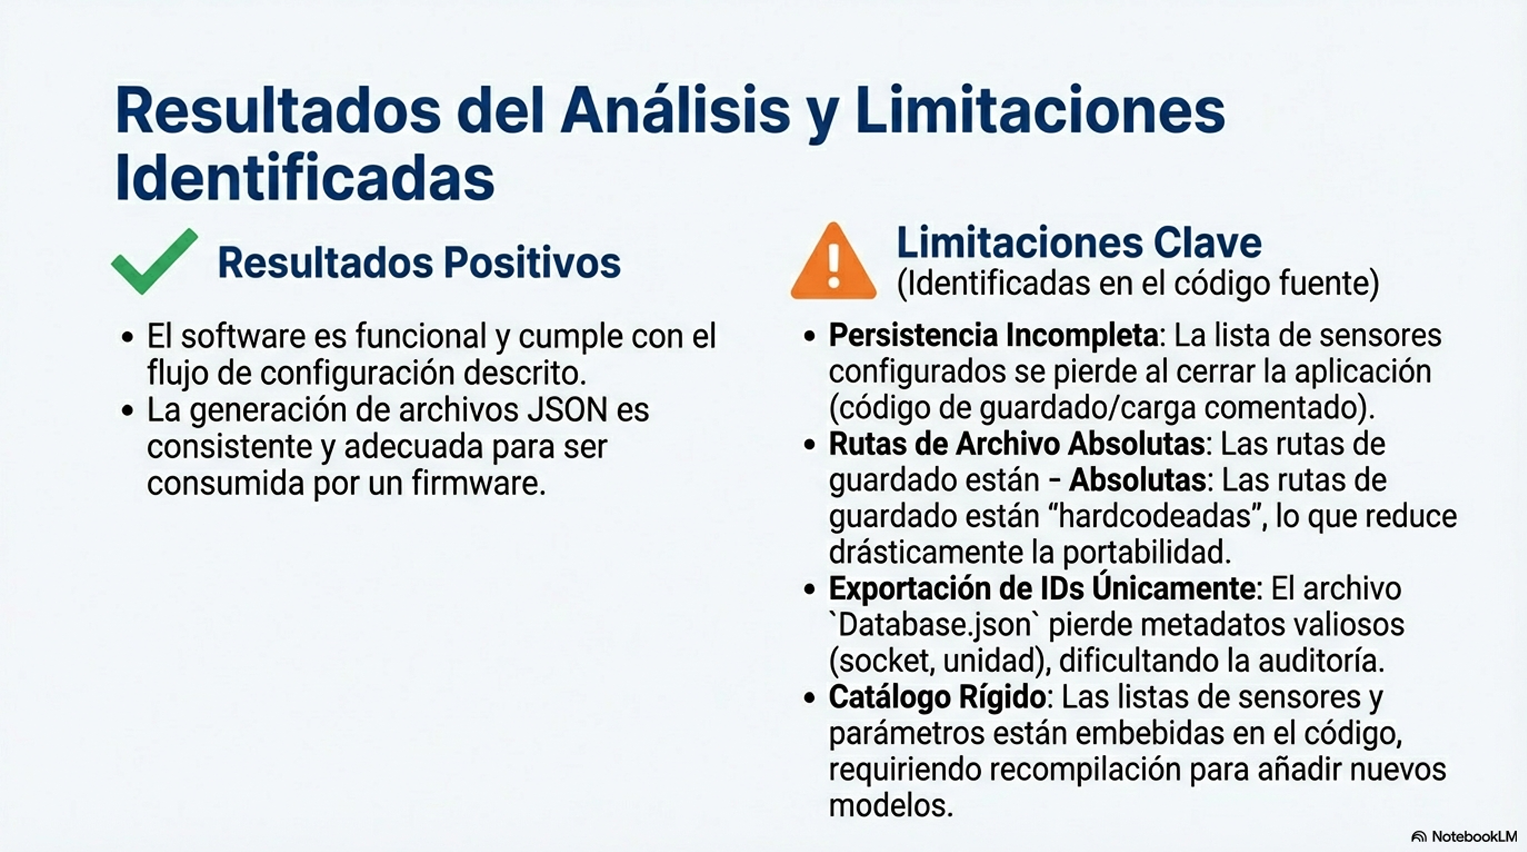 Resultados del Análisis y Limitaciones
Identificadas
Resultados Positivos
• El software es funcional y cumple con el
flujo de configuración descrito.
• La generación de archivos JSON es
consistente y adecuada para ser
consumida por un firmware.
Limitaciones Clave
(Identificadas en el código fuente)
• Persistencia Incompleta: La lista de sensores
configurados se pierde al cerrar la aplicación
(código de guardado/carga comentado).
• Rutas de Archivo Absolutas: Las rutas de
guardado están - Absolutas: Las rutas de
guardado están “hardcodeadas”, lo que reduce
drásticamente la portabilidad.
• Exportación de IDs Únicamente: El archivo
`Database.json` pierde metadatos valiosos
(socket, unidad), dificultando la auditoría.
• Catálogo Rígido: Las listas de sensores y
parámetros están embebidas en el código,
requiriendo recompilación para añadir nuevos
modelos.
NotebookLM